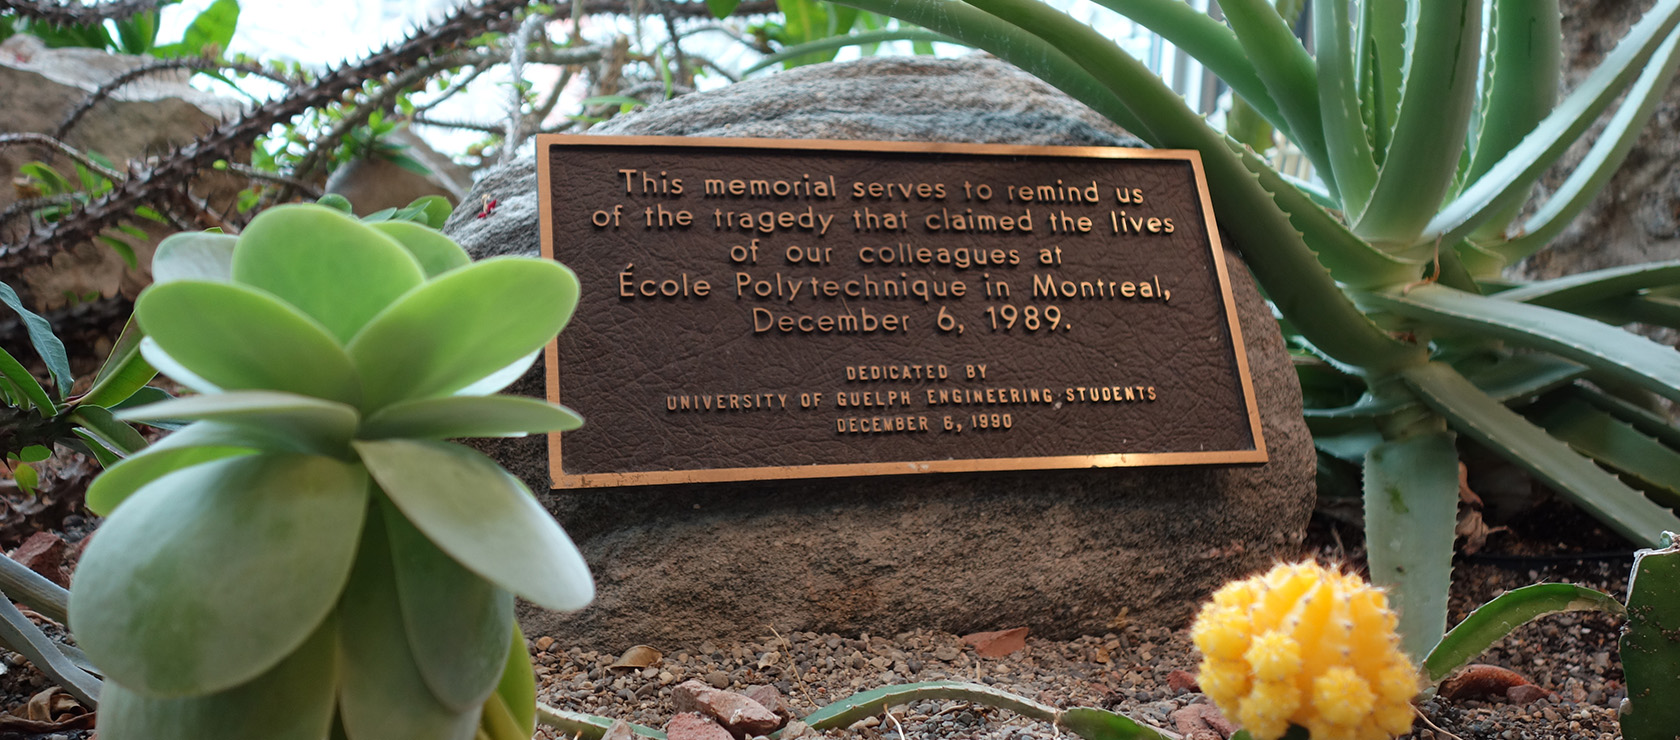 This memorial serves to remind us
of the tragedy that claimed the lives
of our colleagues at
École Polytechnique in Montreal,
December 6, 1989.
DEDICATED BY
UNIVERSITY OF GUELPH ENGINEERING STUDENTS
DECEMBER 6, 1990